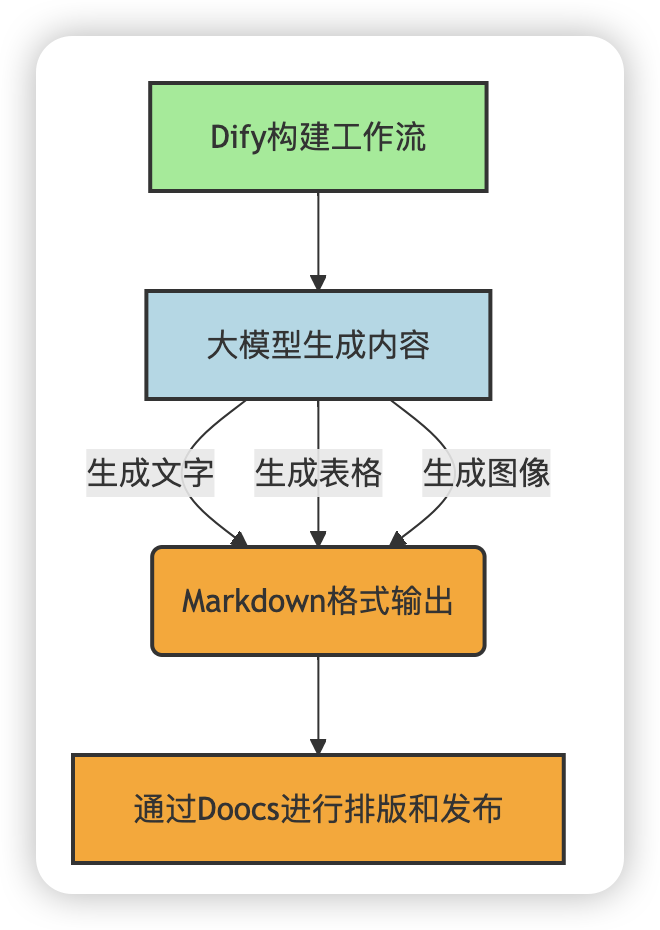 Dify构建工作流
大模型生成内容
生成文字
生成表格
生成图像
Markdown格式输出
通过Doocs进行排版和发布